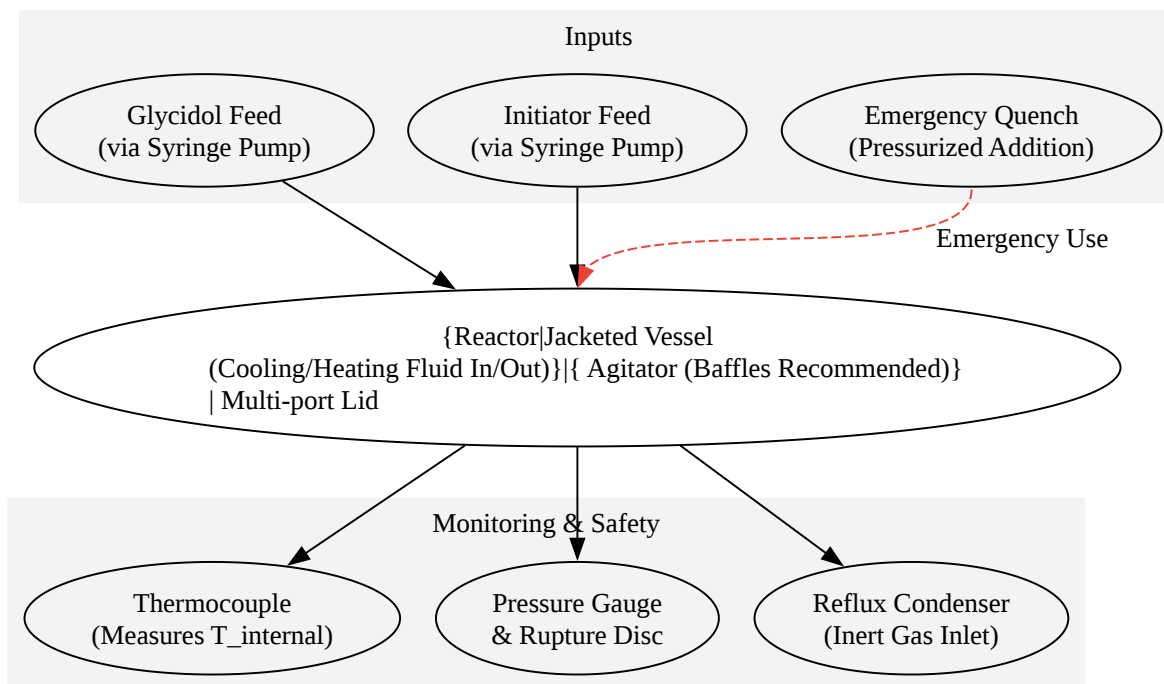 Inputs
Glycidol Feed
(via Syringe Pump)
Initiator Feed
(via Syringe Pump)
Emergency Quench
(Pressurized Addition)
Emergency Use
{Reactor|Jacketed Vessel
(Cooling/Heating Fluid In/Out)}|{ Agitator (Baffles Recommended)}
| Multi-port Lid
Monitoring & Safety
Thermocouple
(Measures T_internal)
Pressure Gauge
& Rupture Disc
Reflux Condenser
(Inert Gas Inlet)